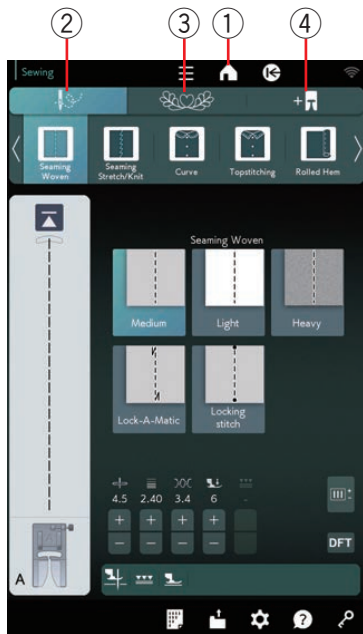 ② ③ ① ④
Sewing
+
Seaming Woven
Seaming Stretch/Knit
Curve
Topstitching
Rolled Hem
Seaming Woven
Medium
Light
Heavy
Lock-A-Matic
Locking stitch
4.5 2.40 3.4 6 -
+ + + +
- - - -
DFT
A
?